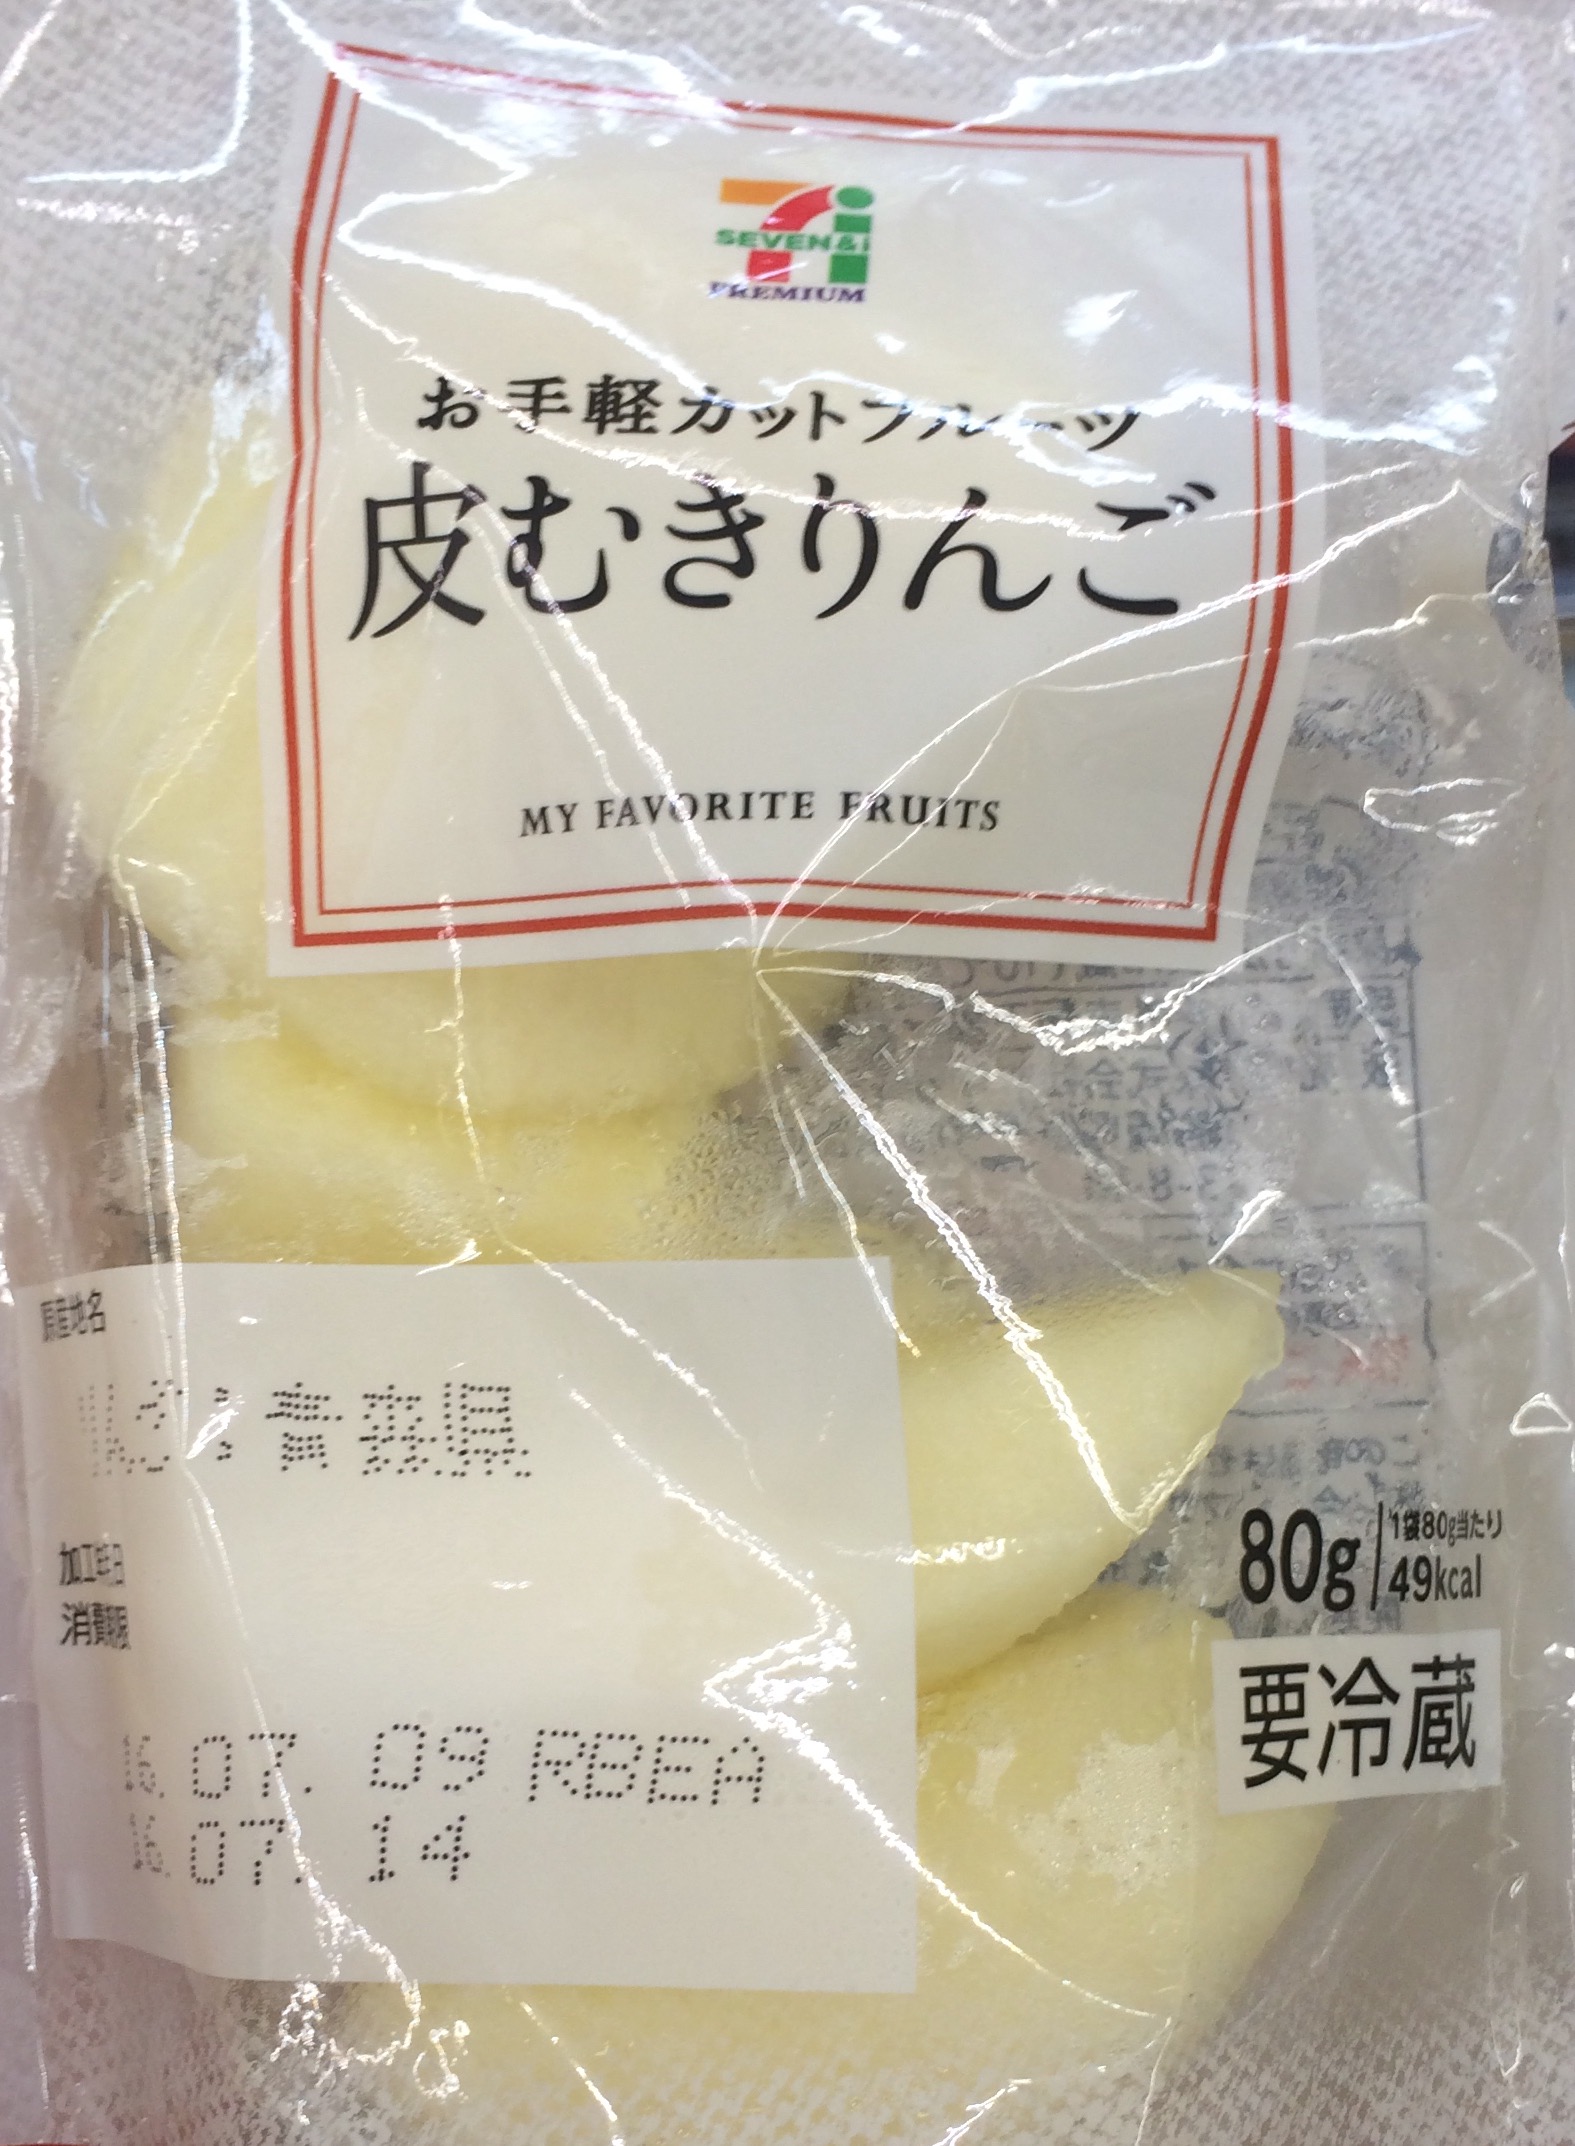 SEVEN&i
PREMIUM
お手軽カットフルーツ
皮むきりんご
MY FAVORITE FRUITS
原産地名
りんご:青森県
加工年月日
消費期限
07. 09 RBEA
07. 14
80g
1袋80g当たり
49kcal
要冷蔵